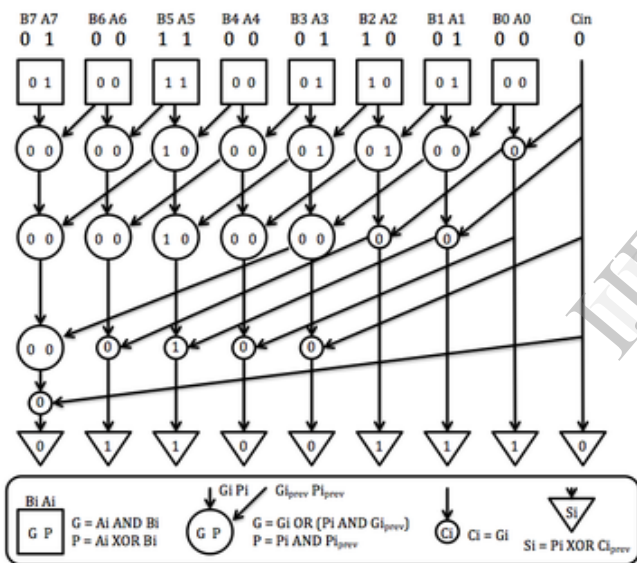 B7 A7 B6 A6 B5 A5 B4 A4 B3 A3 B2 A2 B1 A1 B0 A0 Cin
0 1 0 0 1 1 0 0 0 1 1 0 0 1 0 0 0
0 1 0 0 1 1 0 0 0 1 1 0 0 1 0 0
0 0 0 0 1 0 0 0 0 1 0 1 0 0 0
0 0 0 0 1 0 0 0 0 0 0 0
0 0 0 1 0 0
0
0 1 1 0 0 1 1 1 0
Bi Ai
G P
G = Ai AND Bi
P = Ai XOR Bi
Gi Pi
Giprev Piprev
G P
G = Gi OR (Pi AND Giprev)
P = Pi AND Piprev
Ci
Ci = Gi
Si
Si = Pi XOR Ciprev